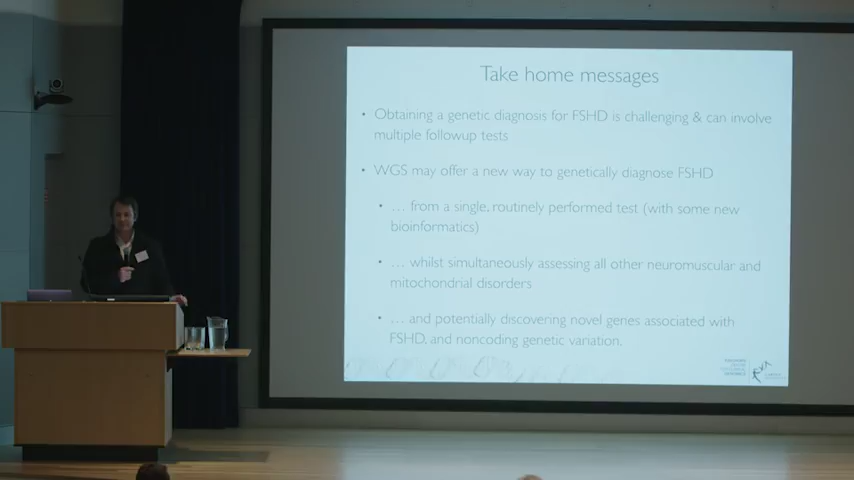 Take home messages
• Obtaining a genetic diagnosis for FSHD is challenging & can involve
multiple followup tests
• WGS may offer a new way to genetically diagnose FSHD
• ... from a single, routinely performed test (with some new
bioinformatics)
• ... whilst simultaneously assessing all other neuromuscular and
mitochondrial disorders
• ... and potentially discovering novel genes associated with
FSHD, and noncoding genetic variation.